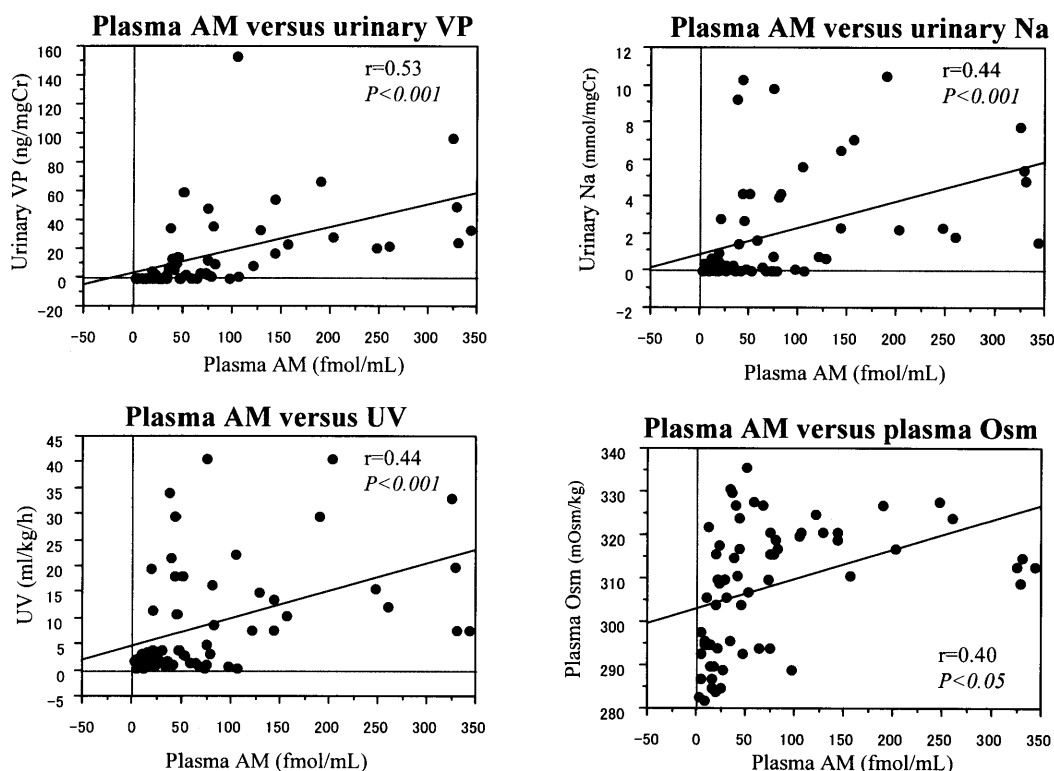 Plasma AM versus urinary VP
160
140
120
100
80
60
40
20
0
−20
Urinary VP (ng/mgCr)
r=0.53
P<0.001
−50 0 50 100 150 200 250 300 350
Plasma AM (fmol/mL)
Plasma AM versus urinary Na
12
10
8
6
4
2
0
−2
Urinary Na (mmol/mgCr)
r=0.44
P<0.001
−50 0 50 100 150 200 250 300 350
Plasma AM (fmol/mL)
Plasma AM versus UV
45
40
35
30
25
20
15
10
5
0
−5
UV (ml/kg/h)
r=0.44
P<0.001
−50 0 50 100 150 200 250 300 350
Plasma AM (fmol/mL)
Plasma AM versus plasma Osm
340
330
320
310
300
290
280
Plasma Osm (mOsm/kg)
r=0.40
P<0.05
−50 0 50 100 150 200 250 300 350
Plasma AM (fmol/mL)